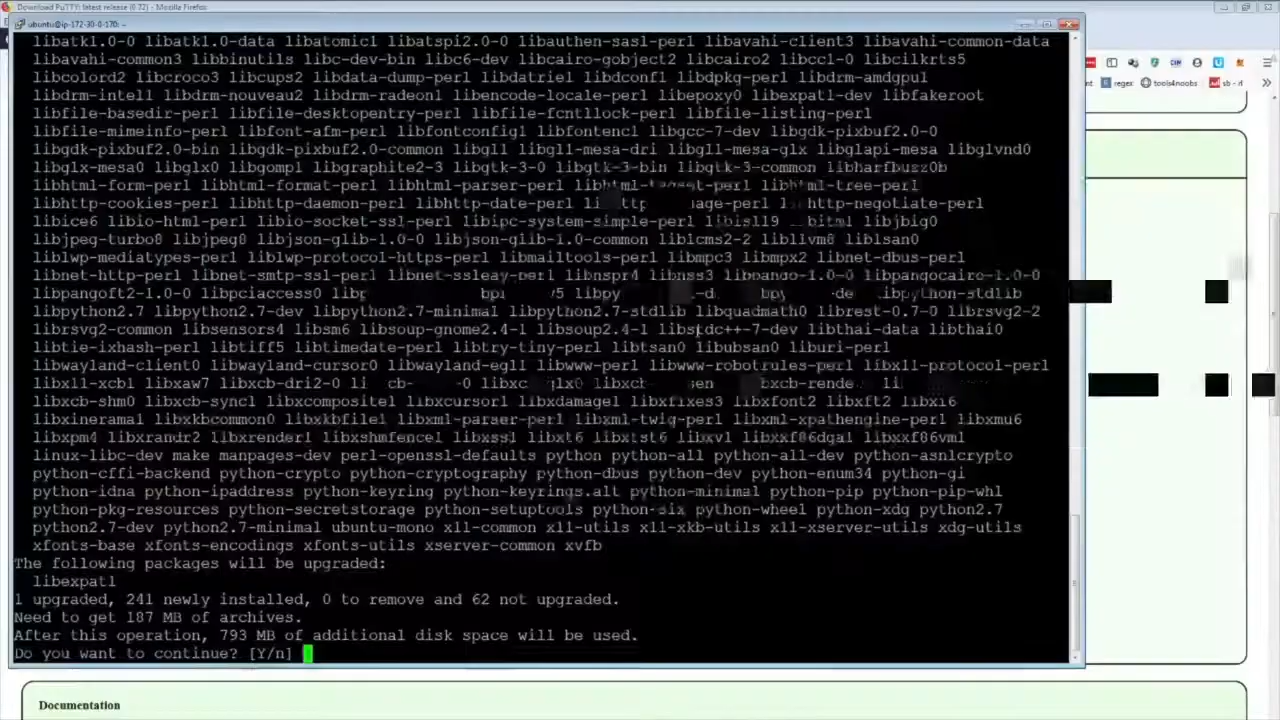 Download PuTTY: latest release (0.72) - Mozilla Firefox
ubuntu@ip-172-30-0-170: ~
libatk1.0-0 libatk1.0-data libatomic1 libatspi2.0-0 libauthen-sasl-perl libavahi-client3 libavahi-common-data
libavahi-common3 libbinutils libc-dev-bin libc6-dev libcairo-gobject2 libcairo2 libcc1-0 libcilkrts5
libcolord2 libcroco3 libcups2 libdata-dump-perl libdatrie1 libdconf1 libdpkg-perl libdrm-amdgpu1
libdrm-intel1 libdrm-nouveau2 libdrm-radeon1 libencode-locale-perl libepoxy0 libexpat1-dev libfakeroot
libfile-basedir-perl libfile-desktopentry-perl libfile-fcntllock-perl libfile-listing-perl
libfile-mimeinfo-perl libfont-afm-perl libfontconfig1 libfontenc1 libgcc-7-dev libgdk-pixbuf2.0-0
libgdk-pixbuf2.0-bin libgdk-pixbuf2.0-common libgl1 libgl1-mesa-dri libgl1-mesa-glx libglapi-mesa libglvnd0
libglx-mesa0 libglx0 libgomp1 libgraphite2-3 libgtk-3-0 libgtk-3-bin libgtk-3-common libharfbuzz0b
libhtml-form-perl libhtml-format-perl libhtml-parser-perl libhtml-tagset-perl libhtml-tree-perl
libhttp-cookies-perl libhttp-daemon-perl libhttp-date-perl http-negotiate-perl
libice6 libio-html-perl libio-socket-ssl-perl libipc-system-simple-perl libisl19 libjbig0
libjpeg-turbo8 libjpeg8 libjson-glib-1.0-0 libjson-glib-1.0-common liblcms2-2 libllvm8 liblsan0
liblwp-mediatypes-perl liblwp-protocol-https-perl libmailtools-perl libmpc3 libmpx2 libnet-dbus-perl
libnet-http-perl libnet-smtp-ssl-perl libnet-ssleay-perl libnspr4 libnss3 libpango-1.0-0 libpangocairo-1.0-0
libpangoft2-1.0-0 libpciaccess0 libpython-stdlib
libpython2.7 libpython2.7-dev libpython2.7-minimal libpython2.7-stdlib libquadmath0 librest-0.7-0 librsvg2-2
librsvg2-common libsensors4 libsm6 libsoup-gnome2.4-1 libsoup2.4-1 libstdc++-7-dev libthai-data libthai0
libtie-ixhash-perl libtiff5 libtimedate-perl libtry-tiny-perl libtsan0 libubsan0 liburi-perl
libwayland-client0 libwayland-cursor0 libwayland-egl1 libwww-perl libwww-robotrules-perl libx11-protocol-perl
libx11-xcb1 libxaw7 libxcb-dri2-0
libxcb-shm0 libxcb-sync1 libxcomposite1 libxcursor1 libxdamage1 libxfixes3 libxfont2 libxft2 libxi6
libxinerama1 libxkbcommon0 libxkbfile1 libxml-parser-perl libxml-twig-perl libxml-xpathengine-perl libxmu6
libxpm4 libxrandr2 libxrender1 libxshmfence1 libxss1 libxt6 libxtst6 libxv1 libxxf86dga1 libxxf86vm1
linux-libc-dev make manpages-dev perl-openssl-defaults python python-all python-all-dev python-asn1crypto
python-cffi-backend python-crypto python-cryptography python-dbus python-dev python-enum34 python-gi
python-idna python-ipaddress python-keyring python-keyrings.alt python-minimal python-pip python-pip-whl
python-pkg-resources python-secretstorage python-setuptools python-six python-wheel python-xdg python2.7
python2.7-dev python2.7-minimal ubuntu-mono x11-common x11-utils x11-xkb-utils x11-xserver-utils xdg-utils
xfonts-base xfonts-encodings xfonts-utils xserver-common xvfb
The following packages will be upgraded:
libexpat1
1 upgraded, 241 newly installed, 0 to remove and 62 not upgraded.
Need to get 187 MB of archives.
After this operation, 793 MB of additional disk space will be used.
Do you want to continue? [Y/n]
regex
tools4noobs
Documentation